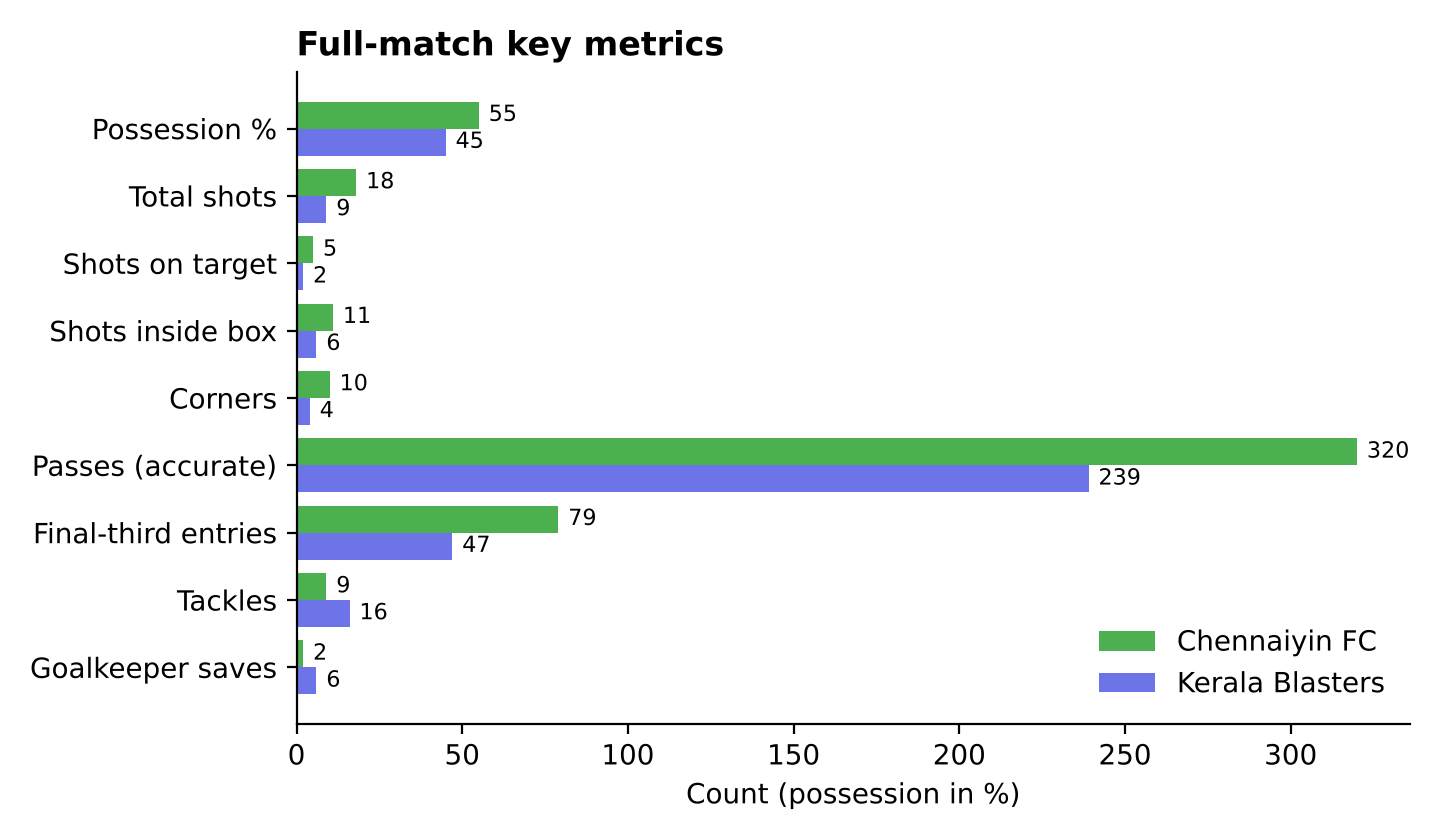 Full-match key metrics
Possession %
55
45
Total shots
18
9
Shots on target
5
2
Shots inside box
11
6
Corners
10
4
Passes (accurate)
320
239
Final-third entries
79
47
Tackles
9
16
Goalkeeper saves
2
6
Chennaiyin FC
Kerala Blasters
0 50 100 150 200 250 300
Count (possession in %)